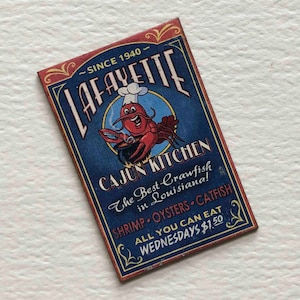 ~ SINCE 1940 ~
LAFAYETTE
CAJUN KITCHEN
The Best Crawfish
in Louisiana!
SHRIMP · OYSTERS · CATFISH
ALL YOU CAN EAT
WEDNESDAYS $1.50